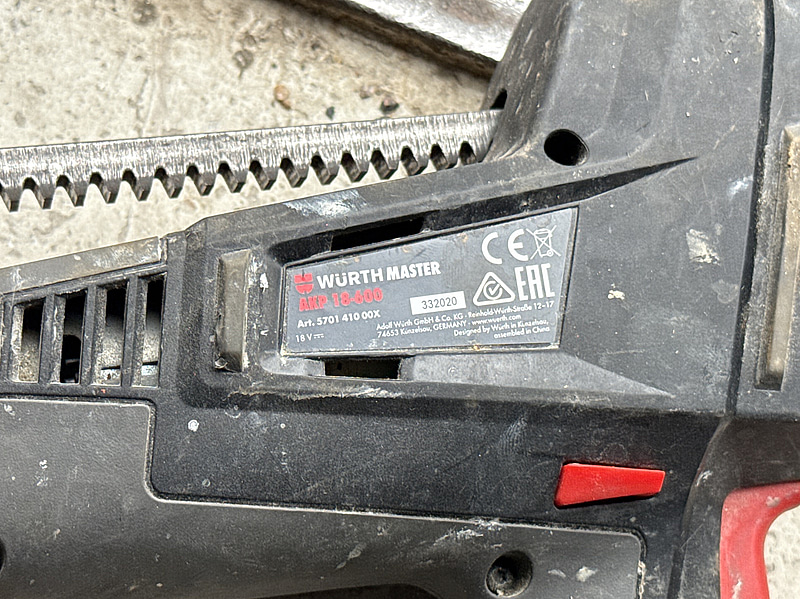 WÜRTH MASTER
AKP 18-600
332020
Art. 5701 410 00X
18 V
CE
EAC
Adolf Würth GmbH & Co. KG · Reinhold-Würth-Straße 12-17
74653 Künzelsau, GERMANY · www.wuerth.com
Designed by Würth in Künzelsau,
assembled in China